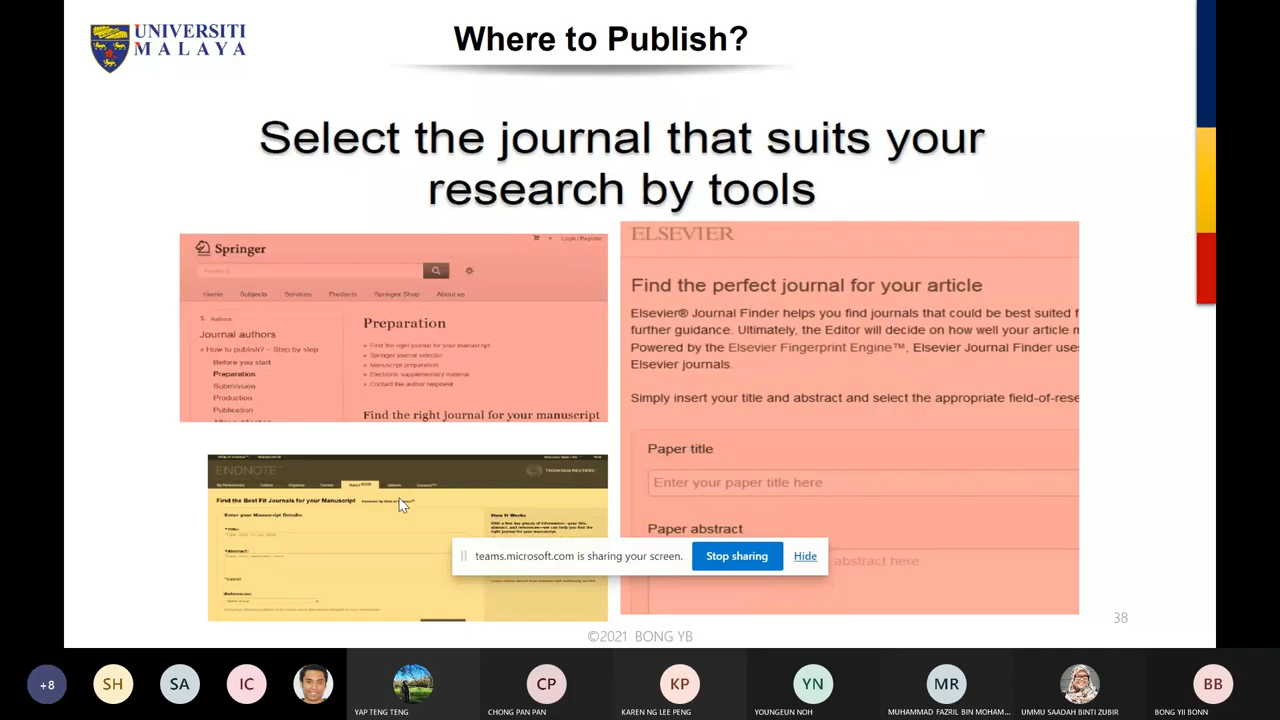 UNIVERSITI
MALAYA
Where to Publish?
Select the journal that suits your
research by tools
Springer
Login / Register
Home Subjects Services Products Springer Shop About us
Authors
Journal authors
» How to publish? – Step by step
Before you start
Preparation
Submission
Production
Publication
Preparation
» Find the right journal for your manuscript
» Springer journal selector
» Manuscript preparation
» Electronic supplementary material
» Contact the author helpdesk
Find the right journal for your manuscript
ELSEVIER
Find the perfect journal for your article
Elsevier® Journal Finder helps you find journals that could be best suited f
further guidance. Ultimately, the Editor will decide on how well your article m
Powered by the Elsevier Fingerprint Engine™, Elsevier Journal Finder use
Elsevier journals.
Simply insert your title and abstract and select the appropriate field-of-rese
Paper title
Enter your paper title here
Paper abstract
abstract here
ENDNOTE™
THOMSON REUTERS
Find the Best Fit Journals for your Manuscript
Enter your Manuscript Details:
*Title:
*Abstract:
*required
References:
How It Works
teams.microsoft.com is sharing your screen.
Stop sharing
Hide
38
©2021 BONG YB
+8
SH
SA
IC
YAP TENG TENG
CP
CHONG PAN PAN
KP
KAREN NG LEE PENG
YN
YOUNGEUN NOH
MR
MUHAMMAD FAZRIL BIN MOHAM...
UMMU SAADAH BINTI ZUBIR
BB
BONG YII BONN